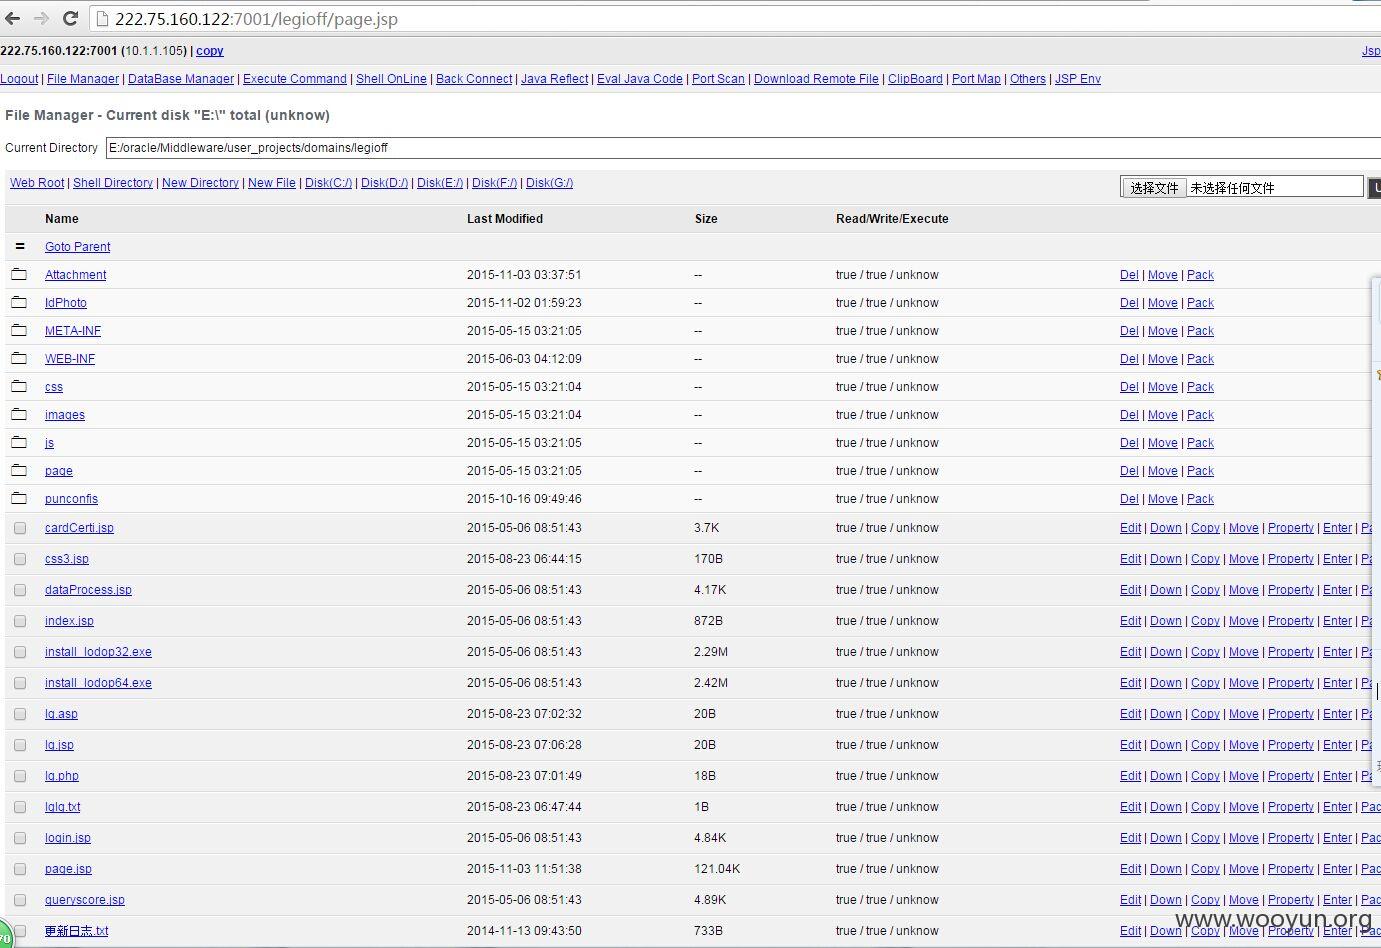 222.75.160.122:7001/legioff/page.jsp
222.75.160.122:7001 (10.1.1.105) | copy Jsp
Logout | File Manager | DataBase Manager | Execute Command | Shell OnLine | Back Connect | Java Reflect | Eval Java Code | Port Scan | Download Remote File | ClipBoard | Port Map | Others | JSP Env
File Manager - Current disk "E:\" total (unknow)
Current Directory E:/oracle/Middleware/user_projects/domains/legioff
Web Root | Shell Directory | New Directory | New File | Disk(C:/) | Disk(D:/) | Disk(E:/) | Disk(F:/) | Disk(G:/) 选择文件 未选择任何文件 U
Name Last Modified Size Read/Write/Execute
= Goto Parent
Attachment 2015-11-03 03:37:51 -- true / true / unknow Del | Move | Pack
IdPhoto 2015-11-02 01:59:23 -- true / true / unknow Del | Move | Pack
META-INF 2015-05-15 03:21:05 -- true / true / unknow Del | Move | Pack
WEB-INF 2015-06-03 04:12:09 -- true / true / unknow Del | Move | Pack
css 2015-05-15 03:21:04 -- true / true / unknow Del | Move | Pack
images 2015-05-15 03:21:04 -- true / true / unknow Del | Move | Pack
js 2015-05-15 03:21:05 -- true / true / unknow Del | Move | Pack
page 2015-05-15 03:21:05 -- true / true / unknow Del | Move | Pack
punconfis 2015-10-16 09:49:46 -- true / true / unknow Del | Move | Pack
cardCerti.jsp 2015-05-06 08:51:43 3.7K true / true / unknow Edit | Down | Copy | Move | Property | Enter | Pa
css3.jsp 2015-08-23 06:44:15 170B true / true / unknow Edit | Down | Copy | Move | Property | Enter | Pa
dataProcess.jsp 2015-05-06 08:51:43 4.17K true / true / unknow Edit | Down | Copy | Move | Property | Enter | Pa
index.jsp 2015-05-06 08:51:43 872B true / true / unknow Edit | Down | Copy | Move | Property | Enter | Pa
install_lodop32.exe 2015-05-06 08:51:43 2.29M true / true / unknow Edit | Down | Copy | Move | Property | Enter | Pa
install_lodop64.exe 2015-05-06 08:51:43 2.42M true / true / unknow Edit | Down | Copy | Move | Property | Enter | Pa
lg.asp 2015-08-23 07:02:32 20B true / true / unknow Edit | Down | Copy | Move | Property | Enter | Pa
lg.jsp 2015-08-23 07:06:28 20B true / true / unknow Edit | Down | Copy | Move | Property | Enter | Pa
lg.php 2015-08-23 07:01:49 18B true / true / unknow Edit | Down | Copy | Move | Property | Enter | Pa
lglg.txt 2015-08-23 06:47:44 1B true / true / unknow Edit | Down | Copy | Move | Property | Enter | Pac
login.jsp 2015-05-06 08:51:43 4.84K true / true / unknow Edit | Down | Copy | Move | Property | Enter | Pac
page.jsp 2015-11-03 11:51:38 121.04K true / true / unknow Edit | Down | Copy | Move | Property | Enter | Pac
queryscore.jsp 2015-05-06 08:51:43 4.89K true / true / unknow Edit | Down | Copy | Move | Property | Enter | Pac
更新日志.txt 2014-11-13 09:43:50 733B true / true / unknow Edit | Down | Copy | Move | Property | Enter | Pac
www.wooyun.org
70